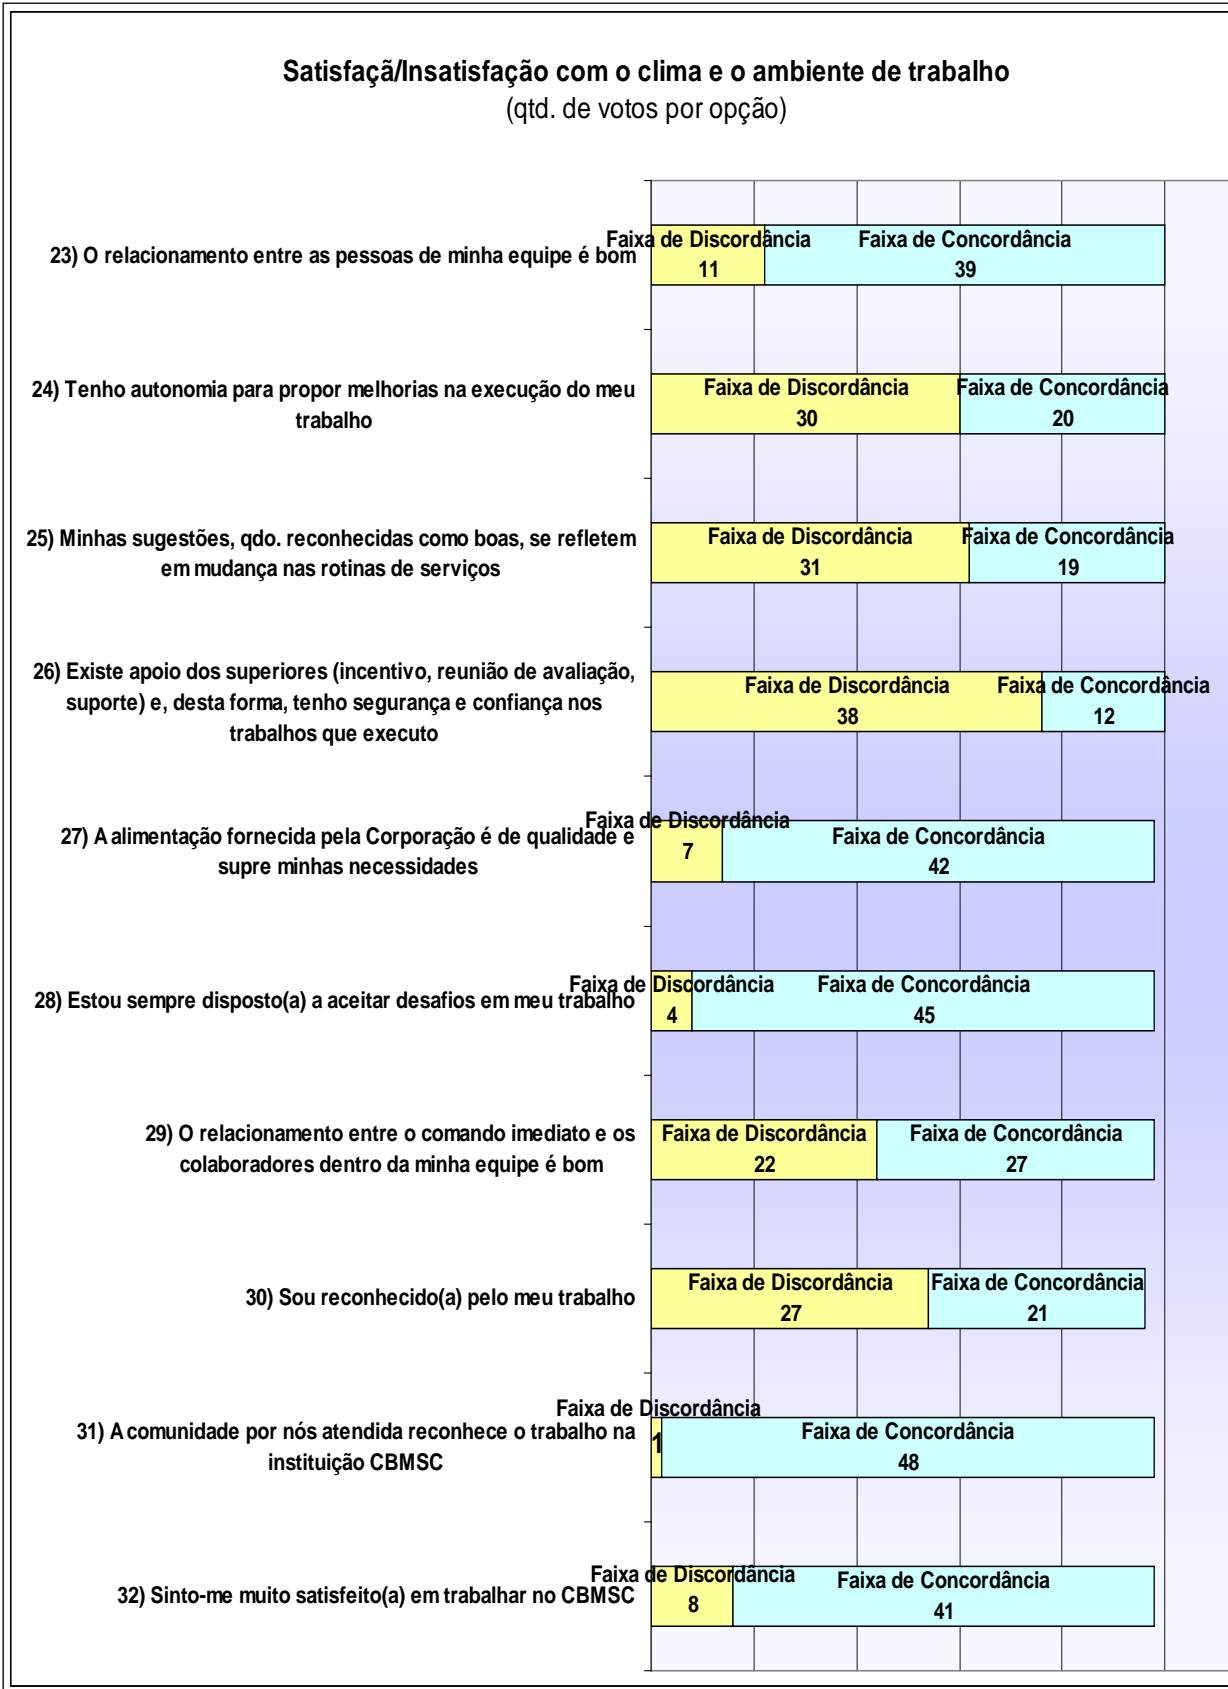 Satisfaçã/Insatisfação com o clima e o ambiente de trabalho
(qtd. de votos por opção)
23) O relacionamento entre as pessoas de minha equipe é bom
Faixa de Discordância
11
Faixa de Concordância
39
24) Tenho autonomia para propor melhorias na execução do meu
trabalho
Faixa de Discordância
30
Faixa de Concordância
20
25) Minhas sugestões, qdo. reconhecidas como boas, se refletem
em mudança nas rotinas de serviços
Faixa de Discordância
31
Faixa de Concordância
19
26) Existe apoio dos superiores (incentivo, reunião de avaliação,
suporte) e, desta forma, tenho segurança e confiança nos
trabalhos que executo
Faixa de Discordância
38
Faixa de Concordância
12
27) A alimentação fornecida pela Corporação é de qualidade e
supre minhas necessidades
Faixa de Discordância
7
Faixa de Concordância
42
28) Estou sempre disposto(a) a aceitar desafios em meu trabalho
Faixa de Discordância
4
Faixa de Concordância
45
29) O relacionamento entre o comando imediato e os
colaboradores dentro da minha equipe é bom
Faixa de Discordância
22
Faixa de Concordância
27
30) Sou reconhecido(a) pelo meu trabalho
Faixa de Discordância
27
Faixa de Concordância
21
31) A comunidade por nós atendida reconhece o trabalho na
instituição CBMSC
Faixa de Discordância
1
Faixa de Concordância
48
32) Sinto-me muito satisfeito(a) em trabalhar no CBMSC
Faixa de Discordância
8
Faixa de Concordância
41